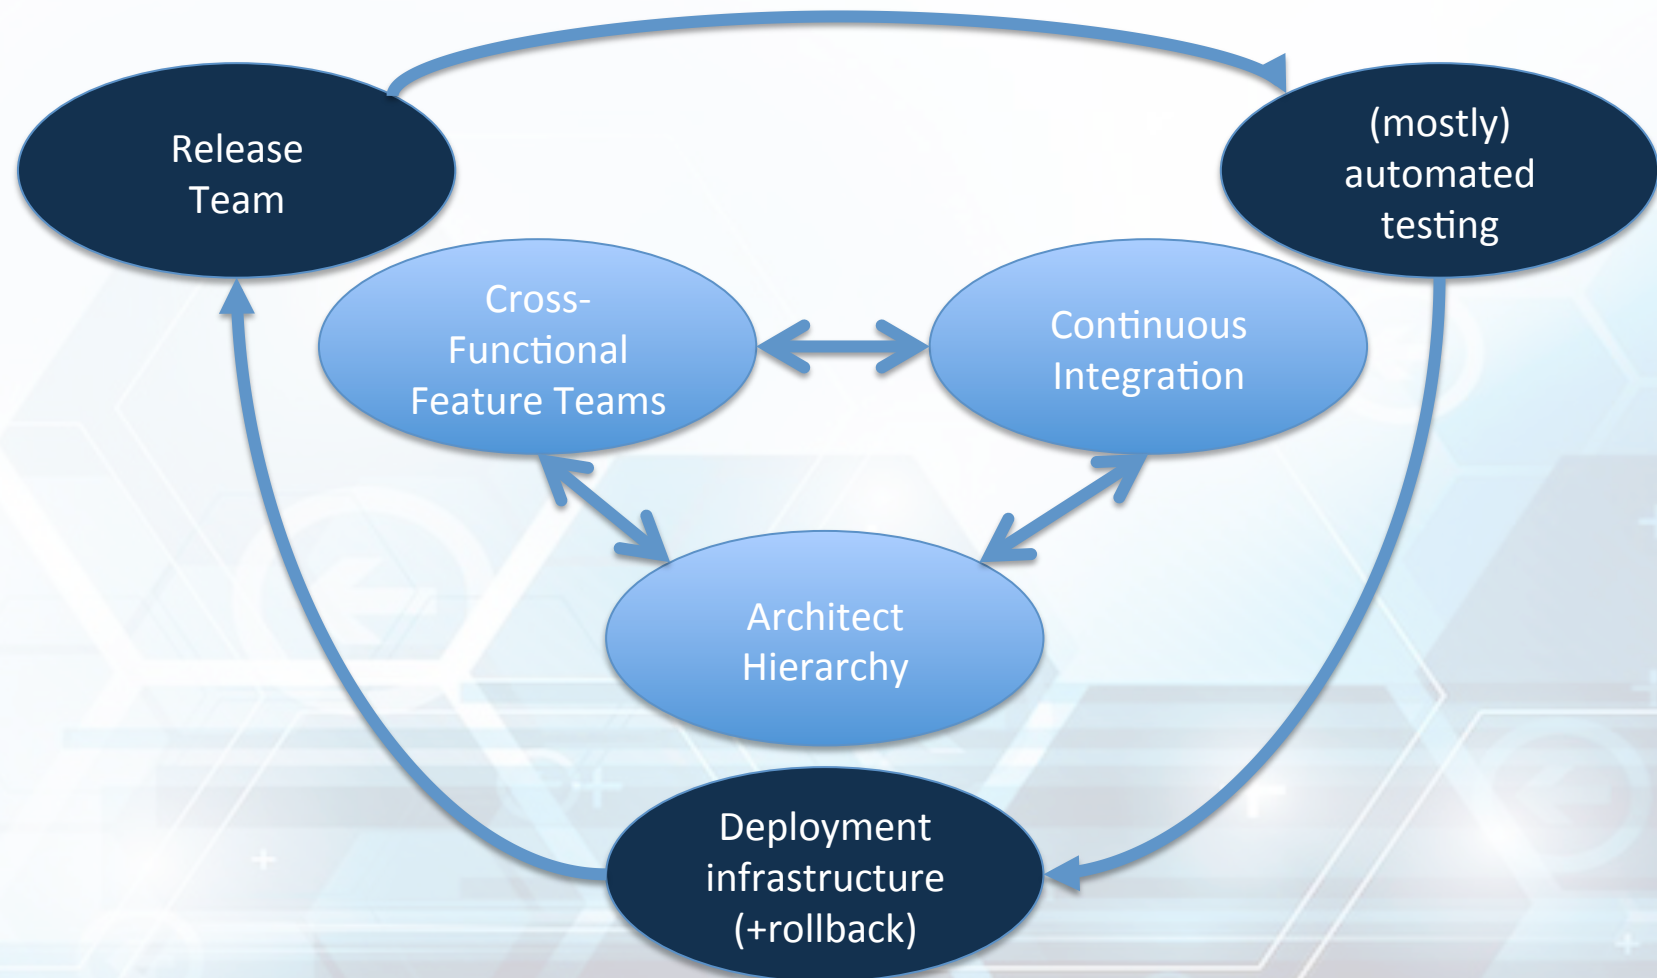 Release
Team
(mostly)
automated
testing
Cross-
Functional
Feature Teams
Continuous
Integration
Architect
Hierarchy
Deployment
infrastructure
(+rollback)